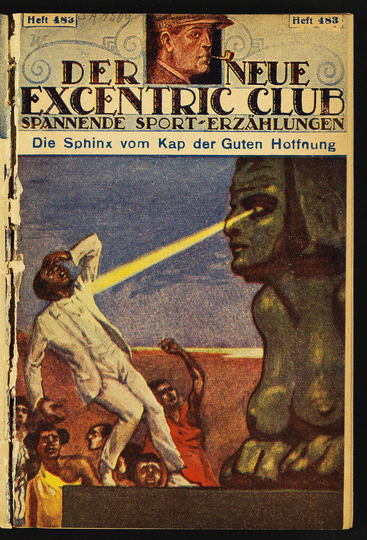 Heft 483
Heft 483
DER NEUE
EXCENTRIC CLUB
SPANNENDE SPORT-ERZÄHLUNGEN
Die Sphinx vom Kap der Guten Hoffnung